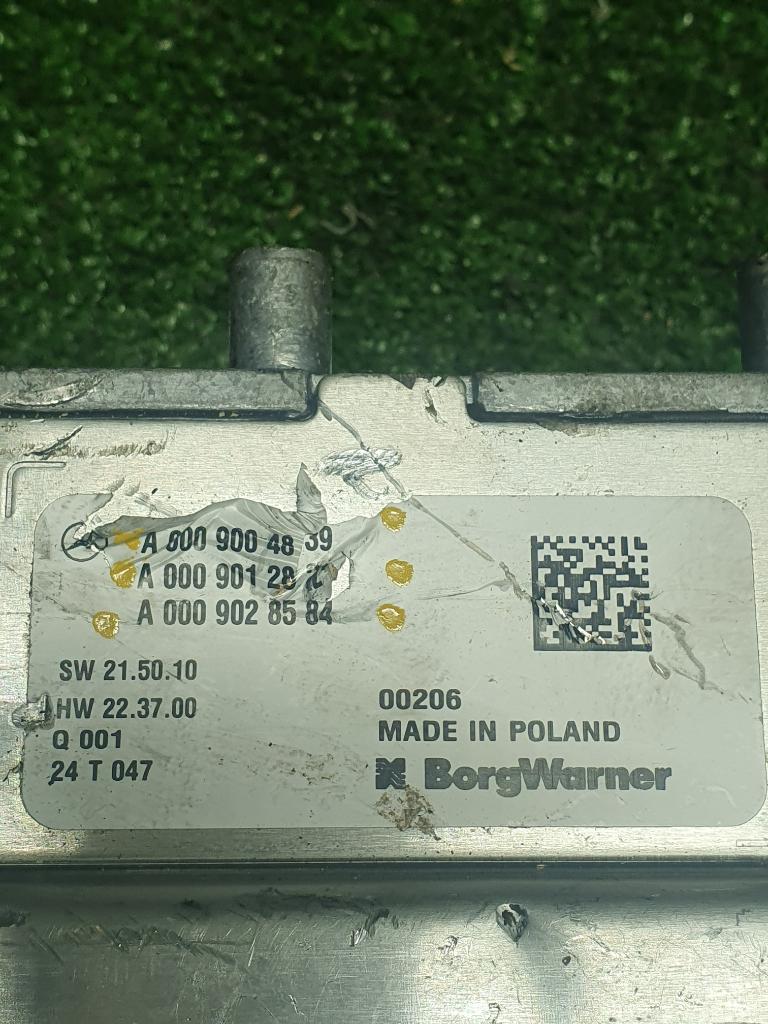 A 000 900 48 39
A 000 901 28
A 000 902 85 84
SW 21.50.10
HW 22.37.00
Q 001
24 T 047
00206
MADE IN POLAND
BorgWarner